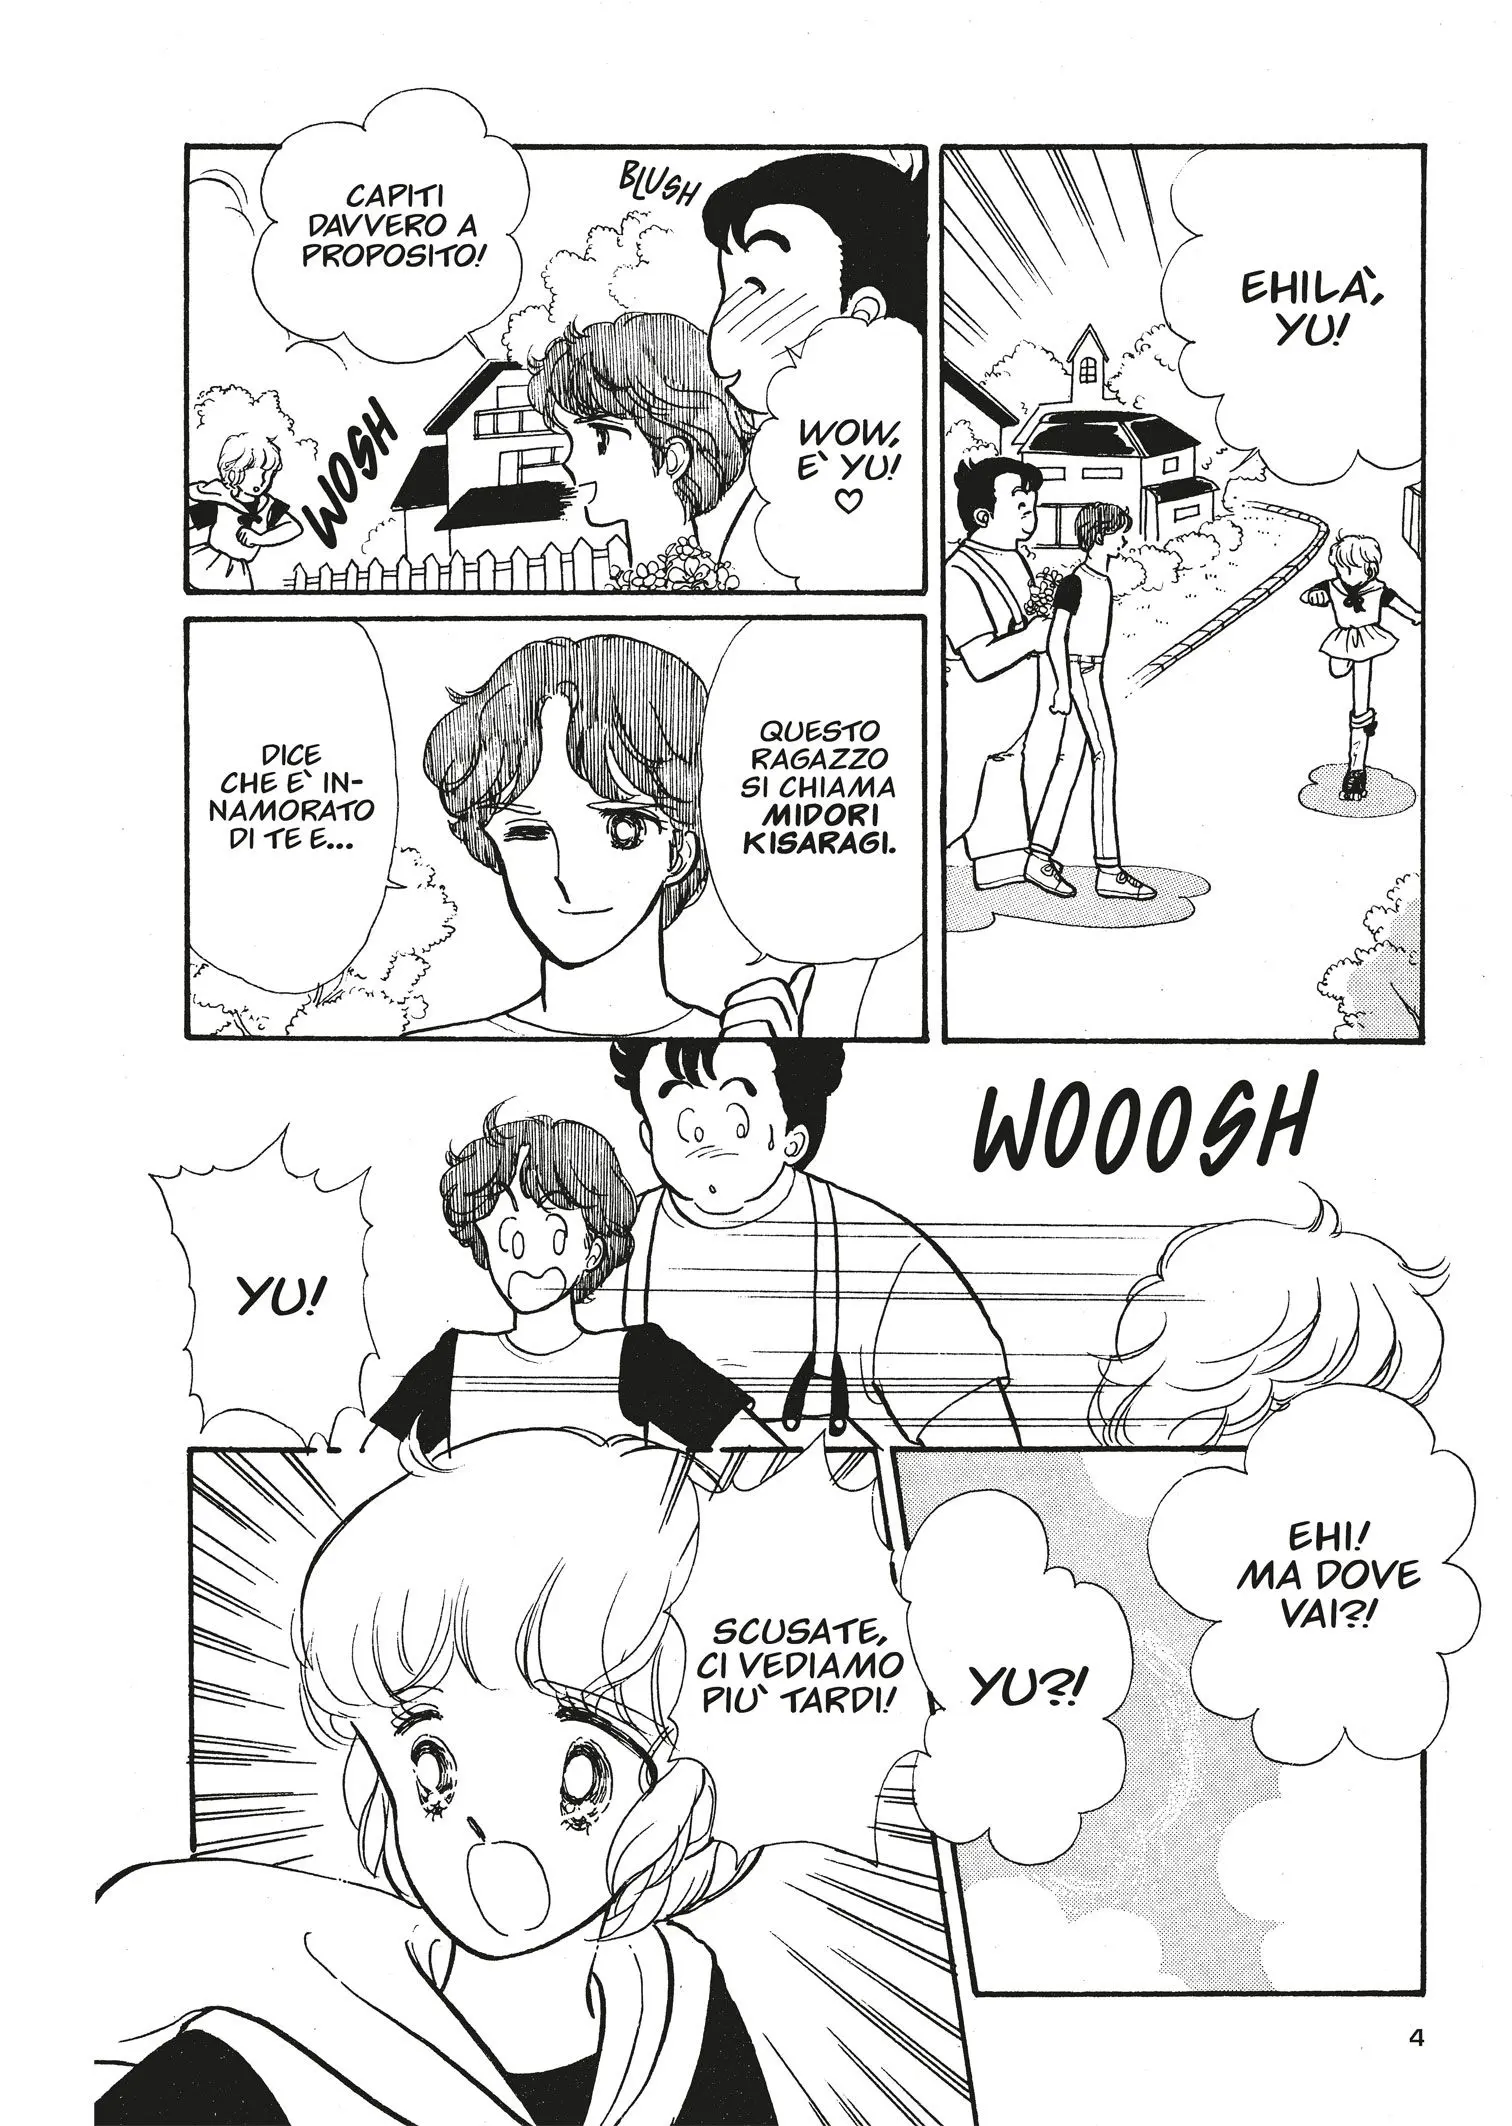 EHILÀ,
YU!
BLUSH
WOW,
È YU!
♡
CAPITI
DAVVERO A
PROPOSITO!
WOSH
QUESTO
RAGAZZO
SI CHIAMA
MIDORI
KISARAGI.
DICE
CHE È IN-
NAMORATO
DI TE E...
WOOOSH
YU!
EHI!
MA DOVE
VAI?!
YU?!
SCUSATE,
CI VEDIAMO
PIÙ TARDI!
4